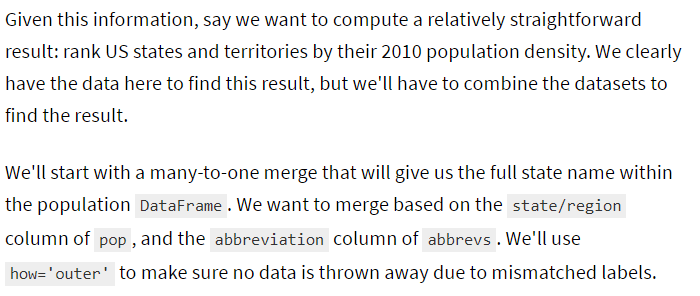 Given this information, say we want to compute a relatively straightforward
result: rank US states and territories by their 2010 population density. We clearly
have the data here to find this result, but we'll have to combine the datasets to
find the result.
We'll start with a many-to-one merge that will give us the full state name within
the population DataFrame. We want to merge based on the state/region
column of pop, and the abbreviation column of abbrevs. We'll use
how='outer' to make sure no data is thrown away due to mismatched labels.